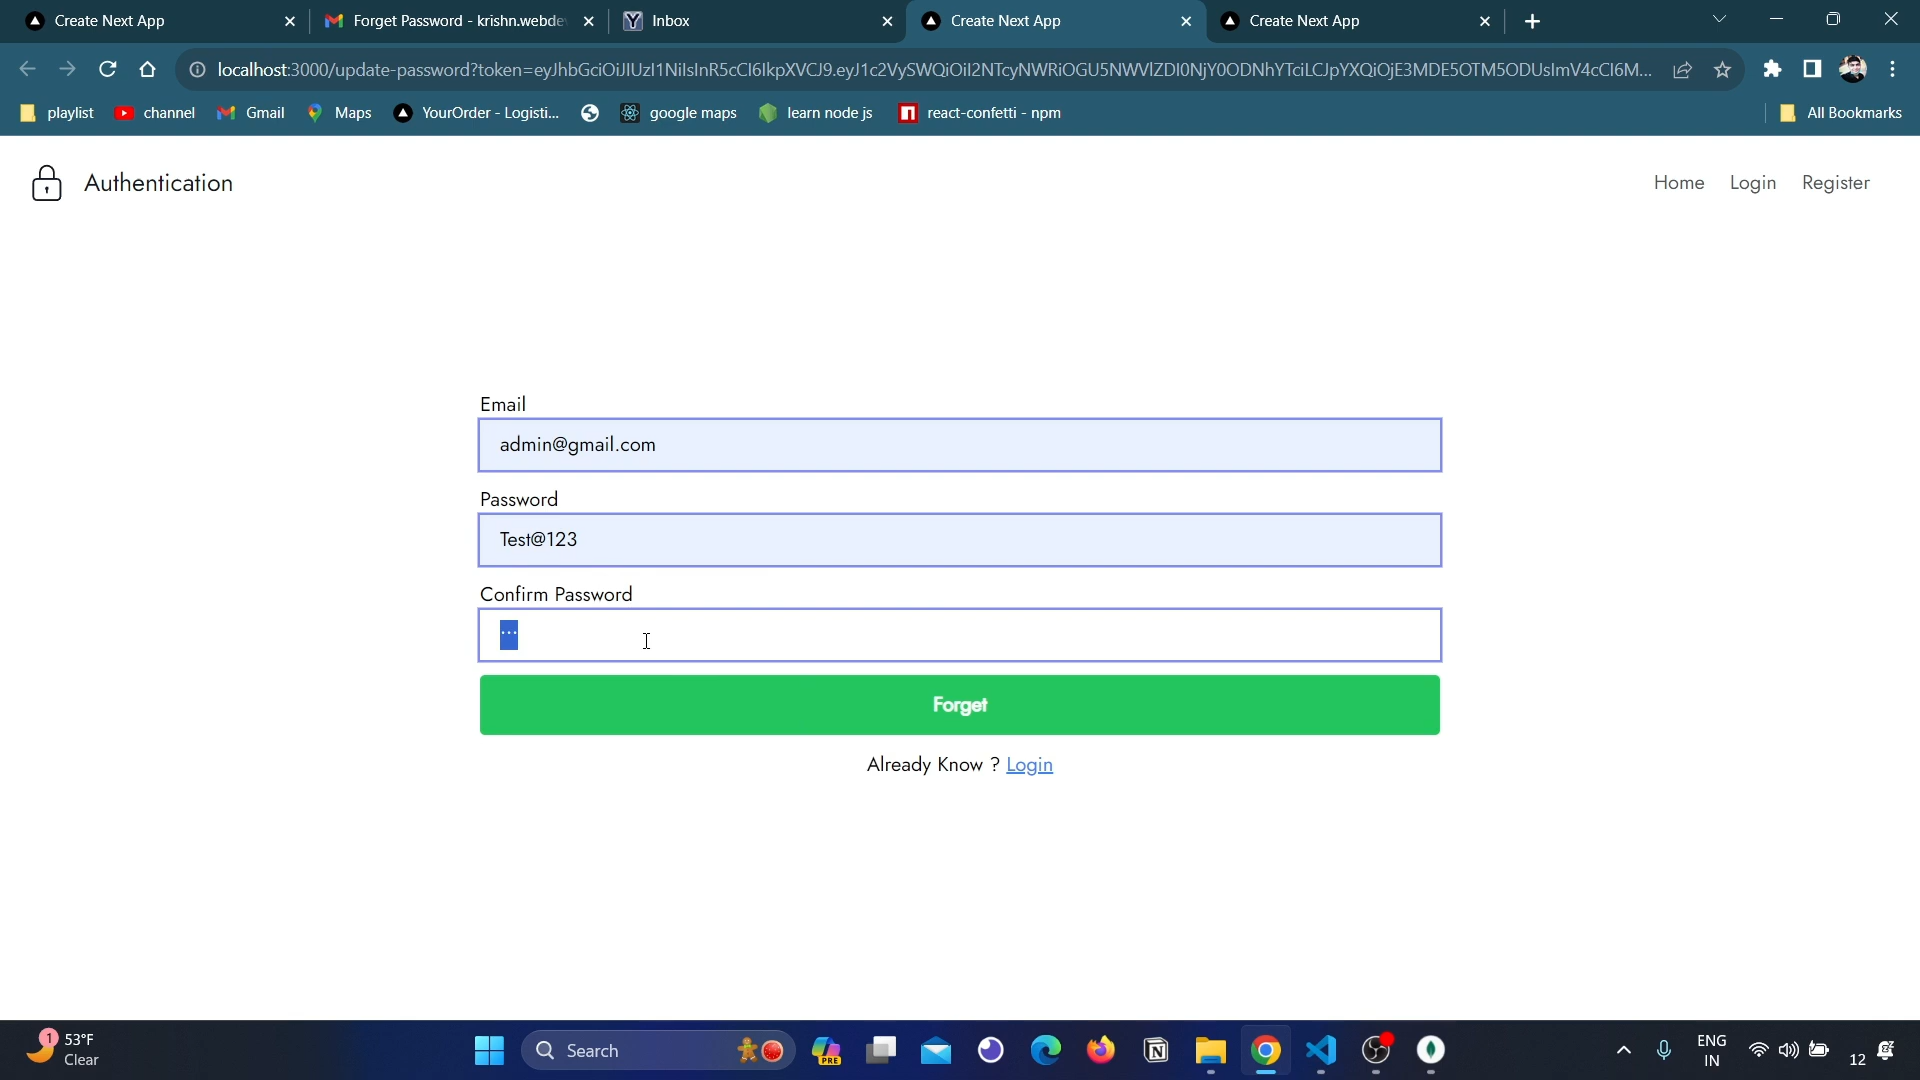 Create Next App
Forget Password - krishn.webde
Inbox
Create Next App
Create Next App
localhost:3000/update-password?token=eyJhbGciOiJIUzI1NiIsInR5cCI6IkpXVCJ9.eyJ1c2VySWQiOiI2NTcyNWRiOGU5NWVlZDI0NjY0ODNhYTciLCJpYXQiOjE3MDE5OTM5ODUsImV4cCI6M...
playlist
channel
Gmail
Maps
YourOrder - Logisti...
google maps
learn node js
react-confetti - npm
All Bookmarks
Authentication
Home
Login
Register
Email
admin@gmail.com
Password
Test@123
Confirm Password
Forget
Already Know ? Login
1
53°F
Clear
Search
PRE
ENG
IN
12